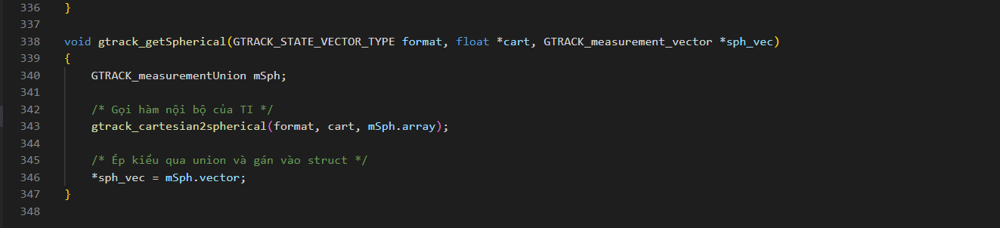 336 }
337
338 void gtrack_getSpherical(GTRACK_STATE_VECTOR_TYPE format, float *cart, GTRACK_measurement_vector *sph_vec)
339 {
340 GTRACK_measurementUnion mSph;
341
342 /* Gọi hàm nội bộ của TI */
343 gtrack_cartesian2spherical(format, cart, mSph.array);
344
345 /* Ép kiểu qua union và gán vào struct */
346 *sph_vec = mSph.vector;
347 }
348